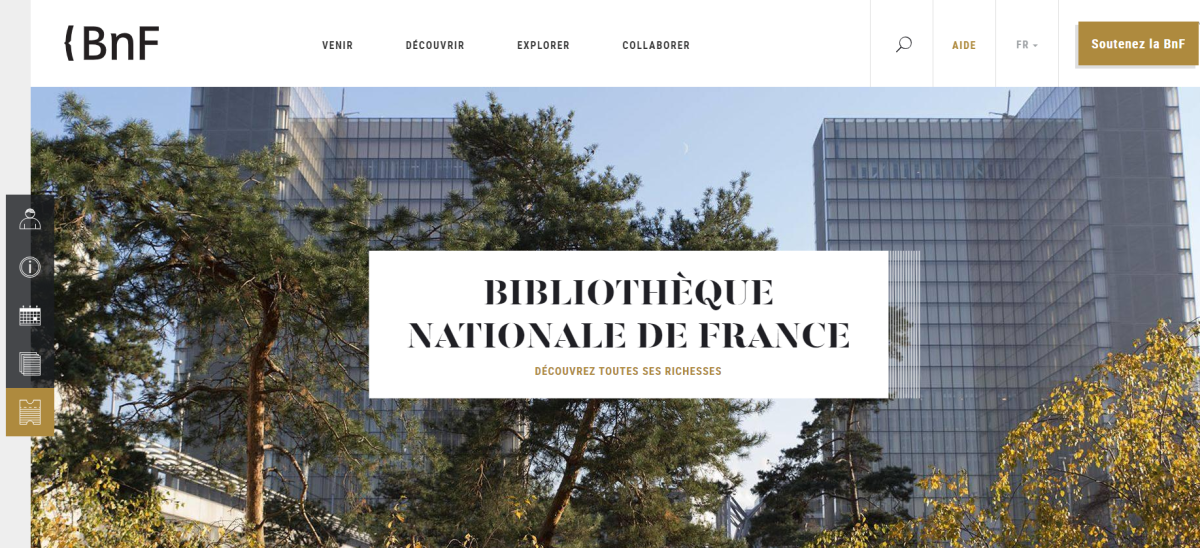 BnF
VENIR
DÉCOUVRIR
EXPLORER
COLLABORER
AIDE
FR
Soutenez la BnF
BIBLIOTHÈQUE
NATIONALE DE FRANCE
DÉCOUVREZ TOUTES SES RICHESSES